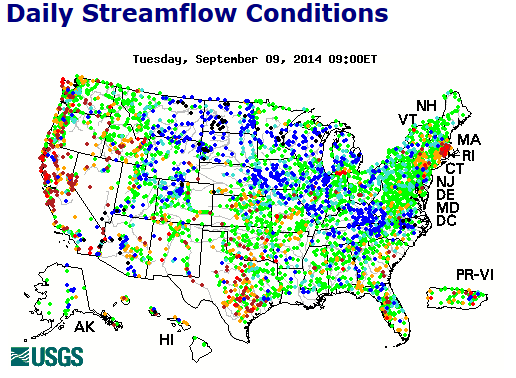 Daily Streamflow Conditions
Tuesday, September 09, 2014 09:00ET
NH
VT
MA
RI
CT
NJ
DE
MD
DC
PR-VI
AK
HI
USGS